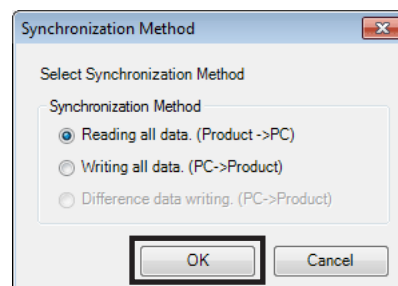 Synchronization Method
Select Synchronization Method
Synchronization Method
Reading all data. (Product ->PC)
Writing all data. (PC->Product)
Difference data writing. (PC->Product)
OK Cancel